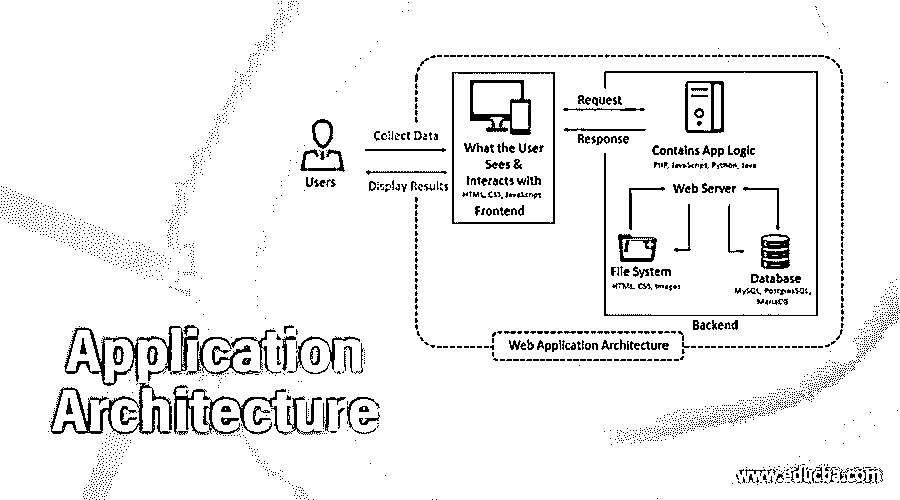 Users
Collect Data
Display Results
What the User
Sees &
Interacts with
HTML, CSS, JavaScript
Frontend
Request
Response
Contains App Logic
PHP, JavaScript, Python, Java
Web Server
File System
HTML, CSS, Images
Database
MySQL, PostgreSQL,
MariaDB
Backend
Web Application Architecture
Application
Architecture
www.educba.com